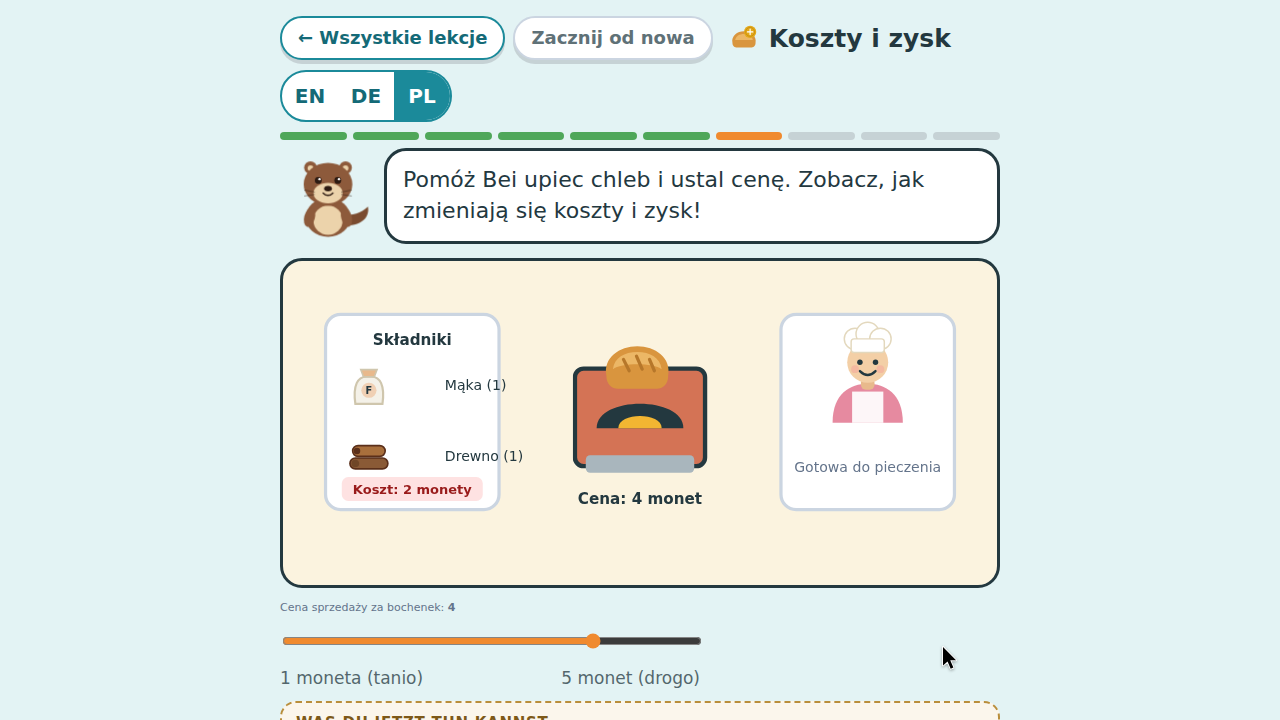 ← Wszystkie lekcje
Zacznij od nowa
Koszty i zysk
EN DE PL
Pomóż Bei upiec chleb i ustal cenę. Zobacz, jak
zmieniają się koszty i zysk!
Składniki
F
Mąka (1)
Drewno (1)
Koszt: 2 monety
Cena: 4 monet
Gotowa do pieczenia
Cena sprzedaży za bochenek: 4
1 moneta (tanio)
5 monet (drogo)
WAS DU JETZT TUN KANNST